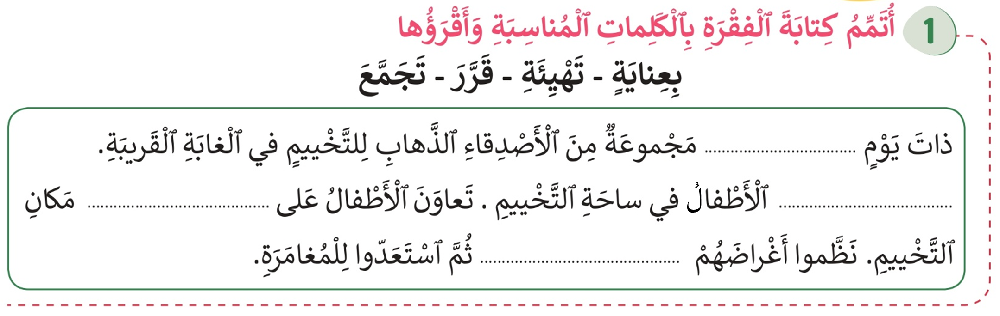 1 أُتَمِّمُ كِتابَةَ ٱلْفِقْرَةِ بِٱلْكَلِماتِ ٱلْمُناسِبَةِ وَأَقْرَؤُها
بِعِنايَةٍ - تَهْيِئَةِ - قَرَّرَ - تَجَمَّعَ
ذاتَ يَوْمٍ .................................. مَجْموعَةٌ مِنَ ٱلْأَصْدِقاءِ ٱلذَّهابِ لِلتَّخْييمٍ في ٱلْغابَةِ ٱلْقَريبَةِ.
....................................... ٱلْأَطْفالُ في ساحَةِ ٱلتَّخْييمِ . تَعاوَنَ ٱلْأَطْفالُ عَلى ......................................... مَكانِ
ٱلتَّخْييمِ. نَظَّموا أَغْراضَهُمْ ............................................. ثُمَّ ٱسْتَعَدّوا لِلْمُغامَرَةِ.